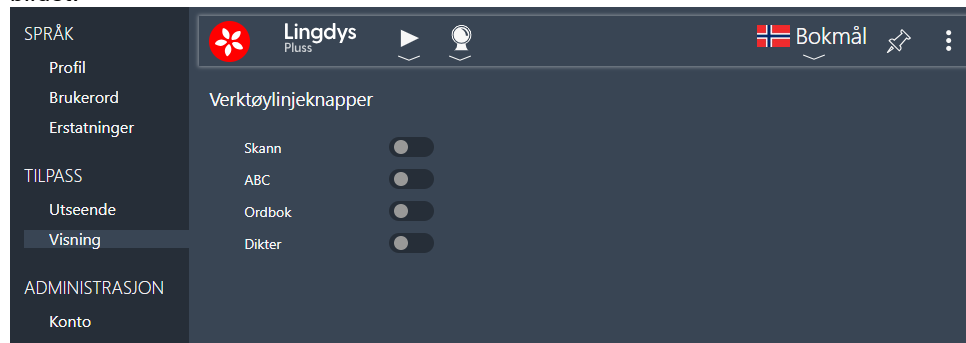 SPRÅK
Profil
Brukerord
Erstatninger
TILPASS
Utseende
Visning
ADMINISTRASJON
Konto
Lingdys
Pluss
Bokmål
Verktøylinjeknapper
Skann
ABC
Ordbok
Dikter